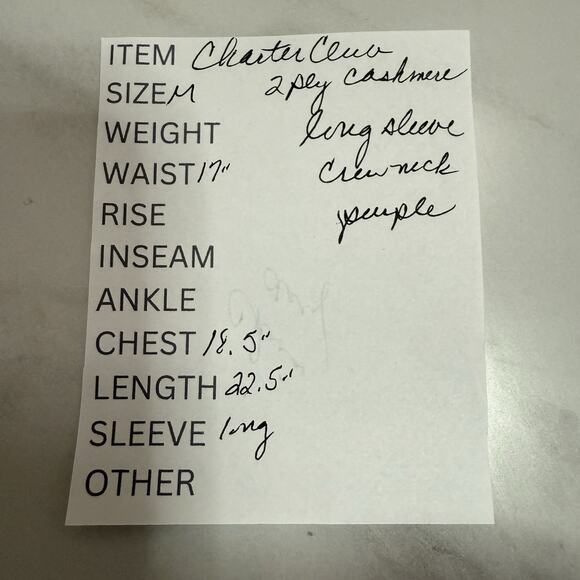 ITEM Charter Club
SIZE M 2 ply cashmere
WEIGHT long sleeve
WAIST 17" Crew-neck
RISE purple
INSEAM
ANKLE
CHEST 18.5"
LENGTH 22.5"
SLEEVE long
OTHER